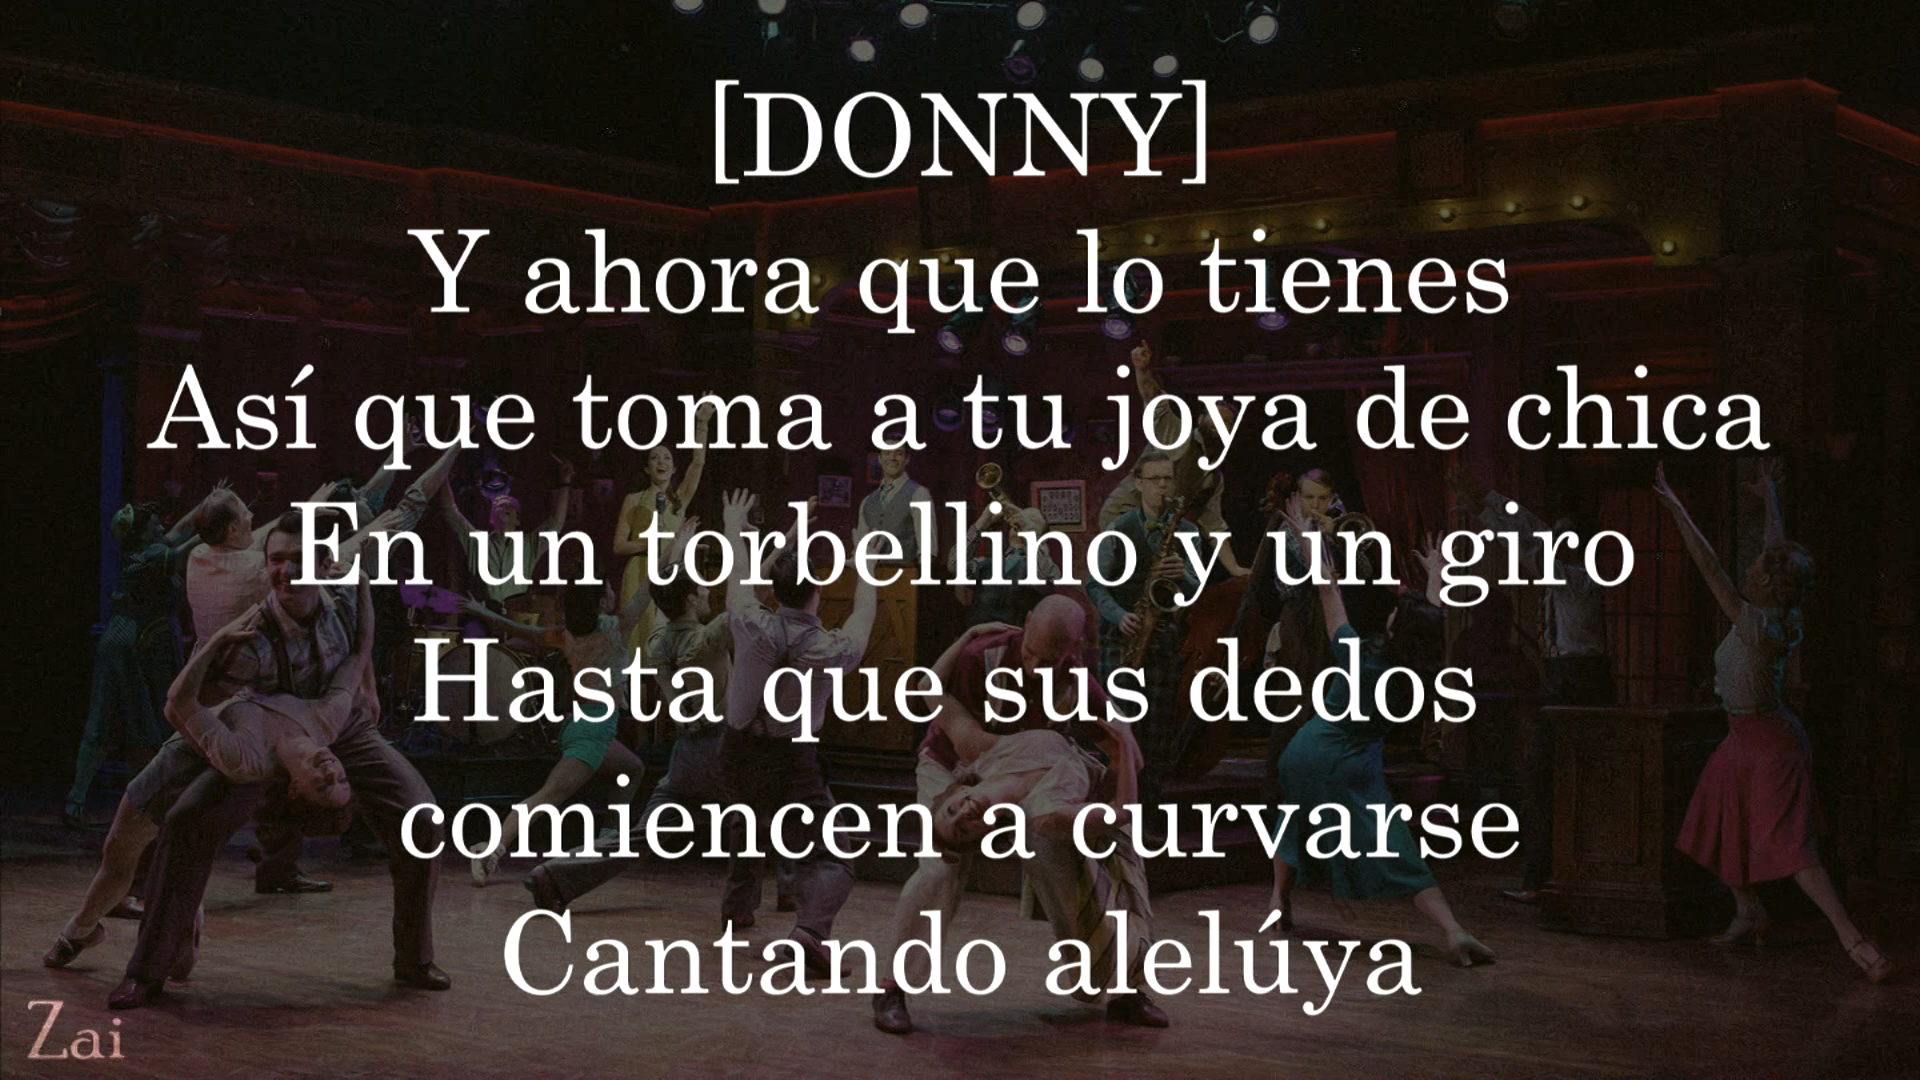 [DONNY]
Y ahora que lo tienes
Así que toma a tu joya de chica
En un torbellino y un giro
Hasta que sus dedos
comiencen a curvarse
Cantando alelúya
Zai